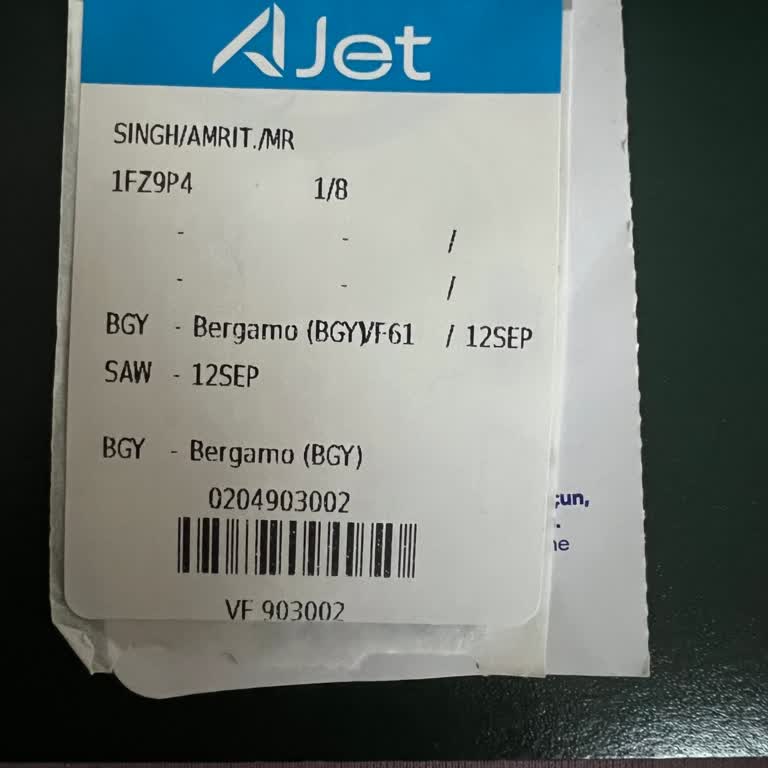 AJet
SINGH/AMRIT./MR
1FZ9P4 1/8
- - /
- - /
BGY - Bergamo (BGY)VF61 / 12SEP
SAW - 12SEP
BGY - Bergamo (BGY)
0204903002
VF 903002